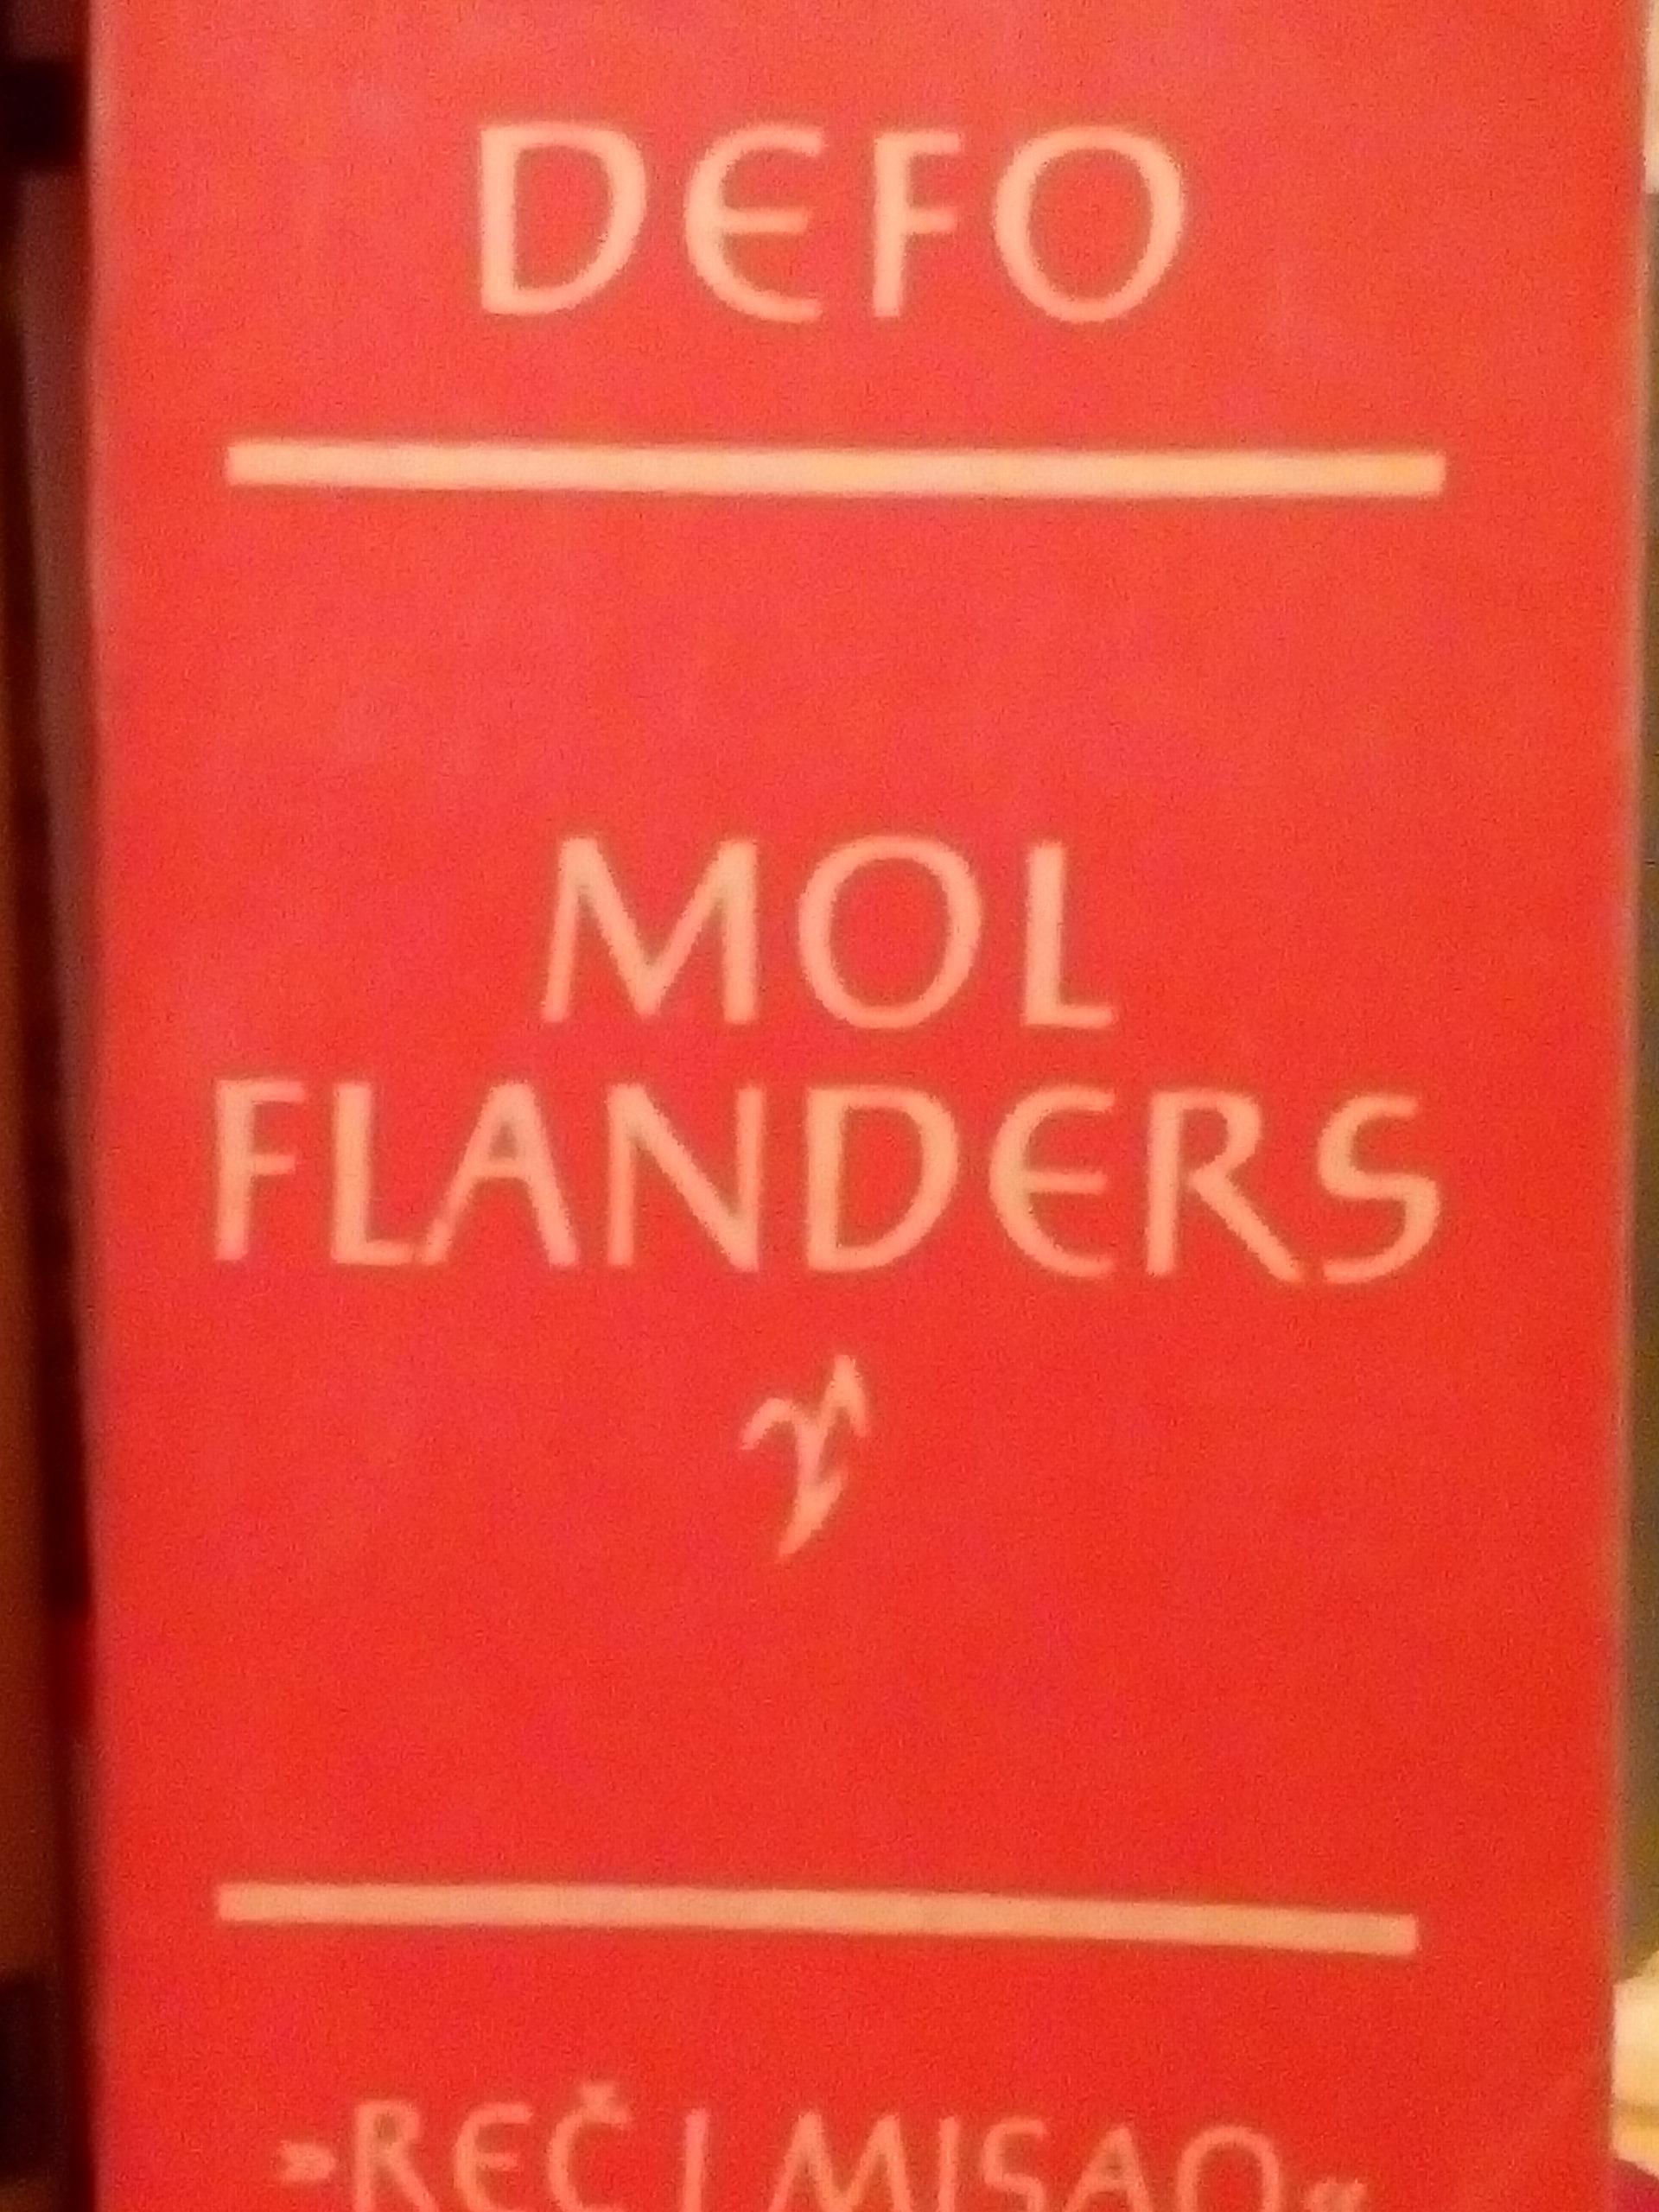 DEFO
MOL
FLANDERS
»REČ I MISAO«